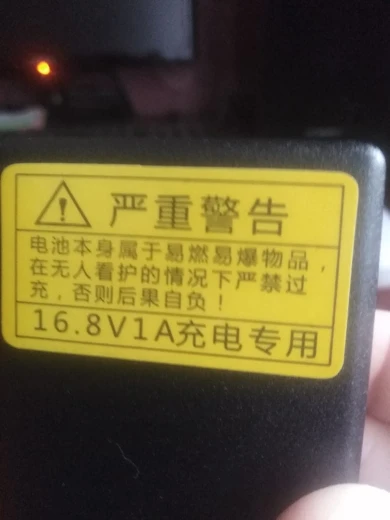 严重警告
电池本身属于易燃易爆物品，
在无人看护的情况下严禁过
充，否则后果自负！
16.8V1A充电专用